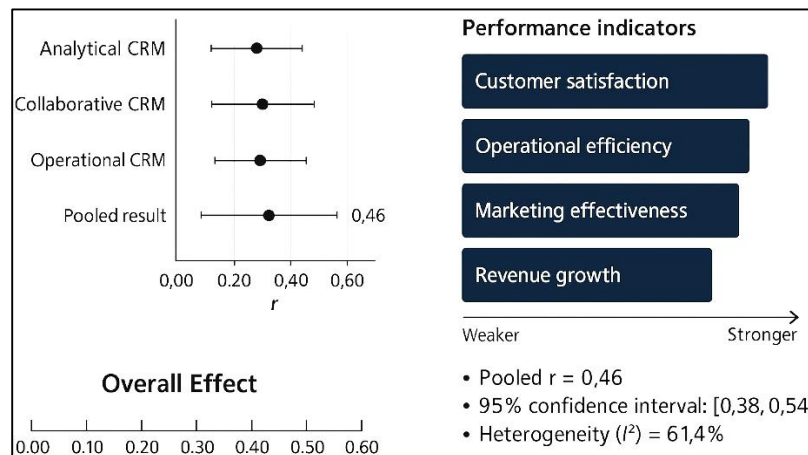 Analytical CRM
Collaborative CRM
Operational CRM
Pooled result
0,46
0,00 0.20 0.40 0,60
r
Overall Effect
0.00 0.10 0.20 0.30 0.40 0.50 0.60
Performance indicators
Customer satisfaction
Operational efficiency
Marketing effectiveness
Revenue growth
Weaker Stronger
• Pooled r = 0,46
• 95% confidence interval: [0,38, 0,54
• Heterogeneity (I²) = 61,4%